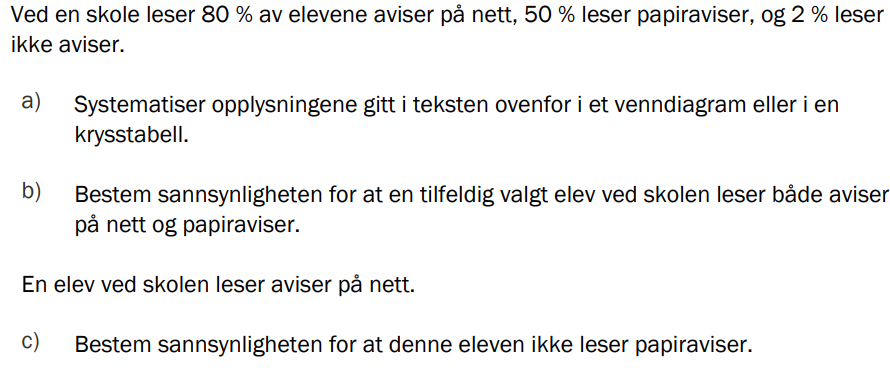 Ved en skole leser 80 % av elevene aviser på nett, 50 % leser papiraviser, og 2 % leser
ikke aviser.
a) Systematiser opplysningene gitt i teksten ovenfor i et venndiagram eller i en
krysstabell.
b) Bestem sannsynligheten for at en tilfeldig valgt elev ved skolen leser både aviser
på nett og papiraviser.
En elev ved skolen leser aviser på nett.
c) Bestem sannsynligheten for at denne eleven ikke leser papiraviser.